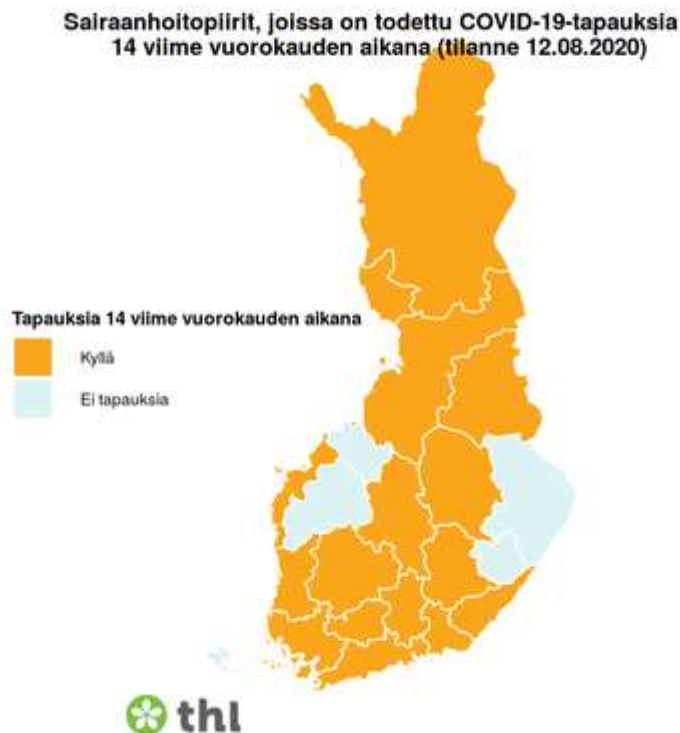 Sairaanhoitopiirit, joissa on todettu COVID-19-tapauksia
14 viime vuorokauden aikana (tilanne 12.08.2020)
Tapauksia 14 viime vuorokauden aikana
Kyllä
Ei tapauksia
thl